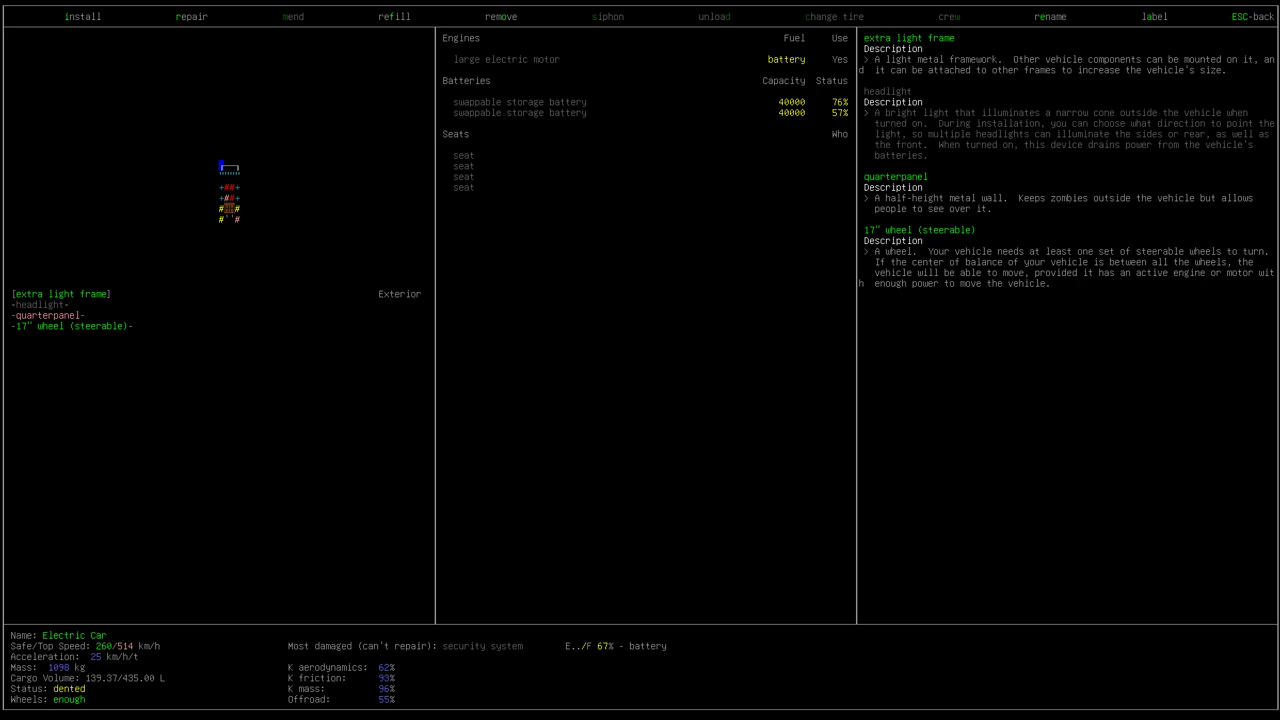 install repair mend refill remove siphon unload change tire crew rename label ESC-back
Engines Fuel Use
large electric motor battery Yes
Batteries Capacity Status
swappable storage battery 40000 76%
swappable storage battery 40000 57%
Seats Who
seat
seat
seat
seat
+##+
+##+
#
#
#''#
[extra light frame] Exterior
-headlight-
-quarterpanel-
-17" wheel (steerable)-
extra light frame
Description
> A light metal framework.  Other vehicle components can be mounted on it, an
d  it can be attached to other frames to increase the vehicle's size.
headlight
Description
> A bright light that illuminates a narrow cone outside the vehicle when
turned on.  During installation, you can choose what direction to point the
light, so multiple headlights can illuminate the sides or rear, as well as
the front.  When turned on, this device drains power from the vehicle's
batteries.
quarterpanel
Description
> A half-height metal wall.  Keeps zombies outside the vehicle but allows
people to see over it.
17" wheel (steerable)
Description
> A wheel.  Your vehicle needs at least one set of steerable wheels to turn.
If the center of balance of your vehicle is between all the wheels, the
vehicle will be able to move, provided it has an active engine or motor wit
h  enough power to move the vehicle.
Name: Electric Car
Safe/Top Speed: 260/514 km/h Most damaged (can't repair): security system E../F 67% - battery
Acceleration:  25 km/h/t
Mass:  1098 kg K aerodynamics:  62%
Cargo Volume: 139.37/435.00 L K friction:  93%
Status: dented K mass:  96%
Wheels: enough Offroad:  55%